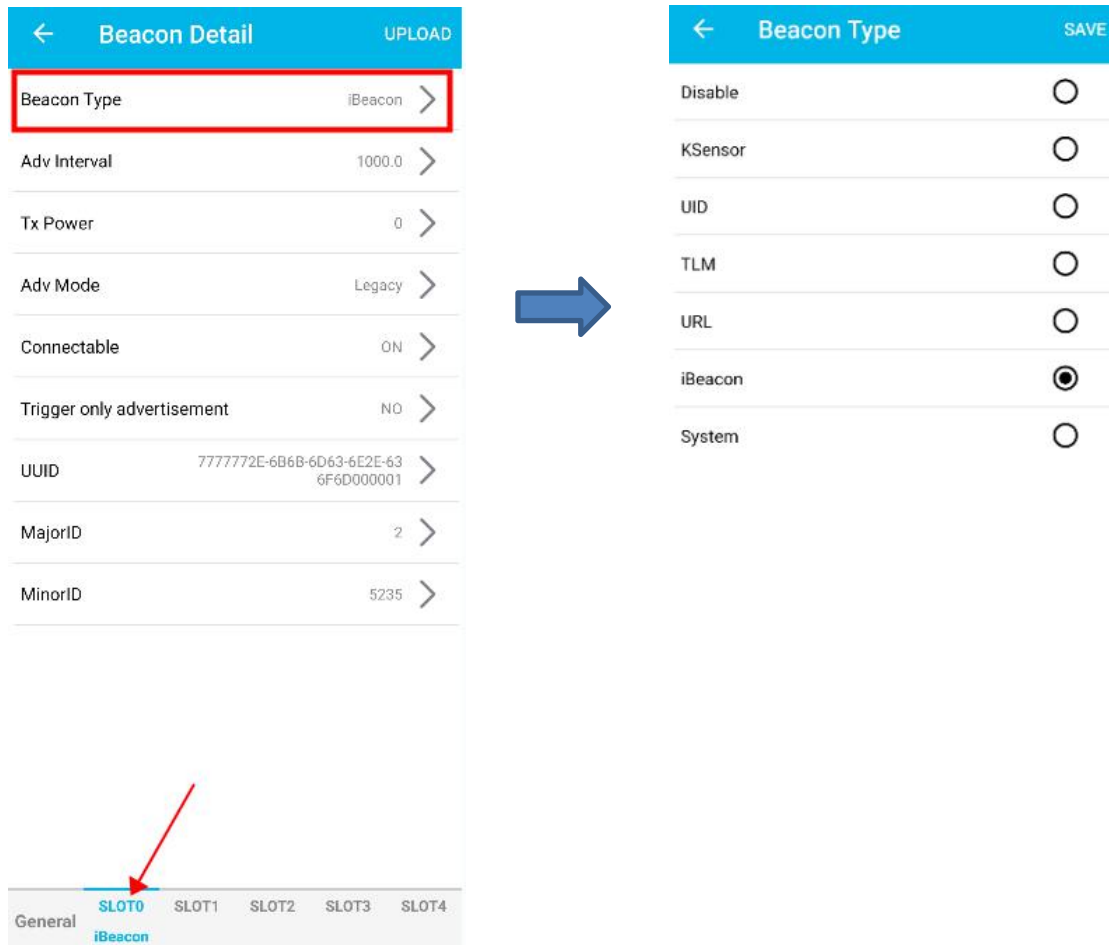 Beacon Detail UPLOAD
Beacon Type iBeacon
Adv Interval 1000.0
Tx Power 0
Adv Mode Legacy
Connectable ON
Trigger only advertisement NO
UUID 7777772E-6B6B-6D63-6E2E-63
6F6D000001
MajorID 2
MinorID 5235
General SLOT0 SLOT1 SLOT2 SLOT3 SLOT4
iBeacon
Beacon Type SAVE
Disable
KSensor
UID
TLM
URL
iBeacon
System